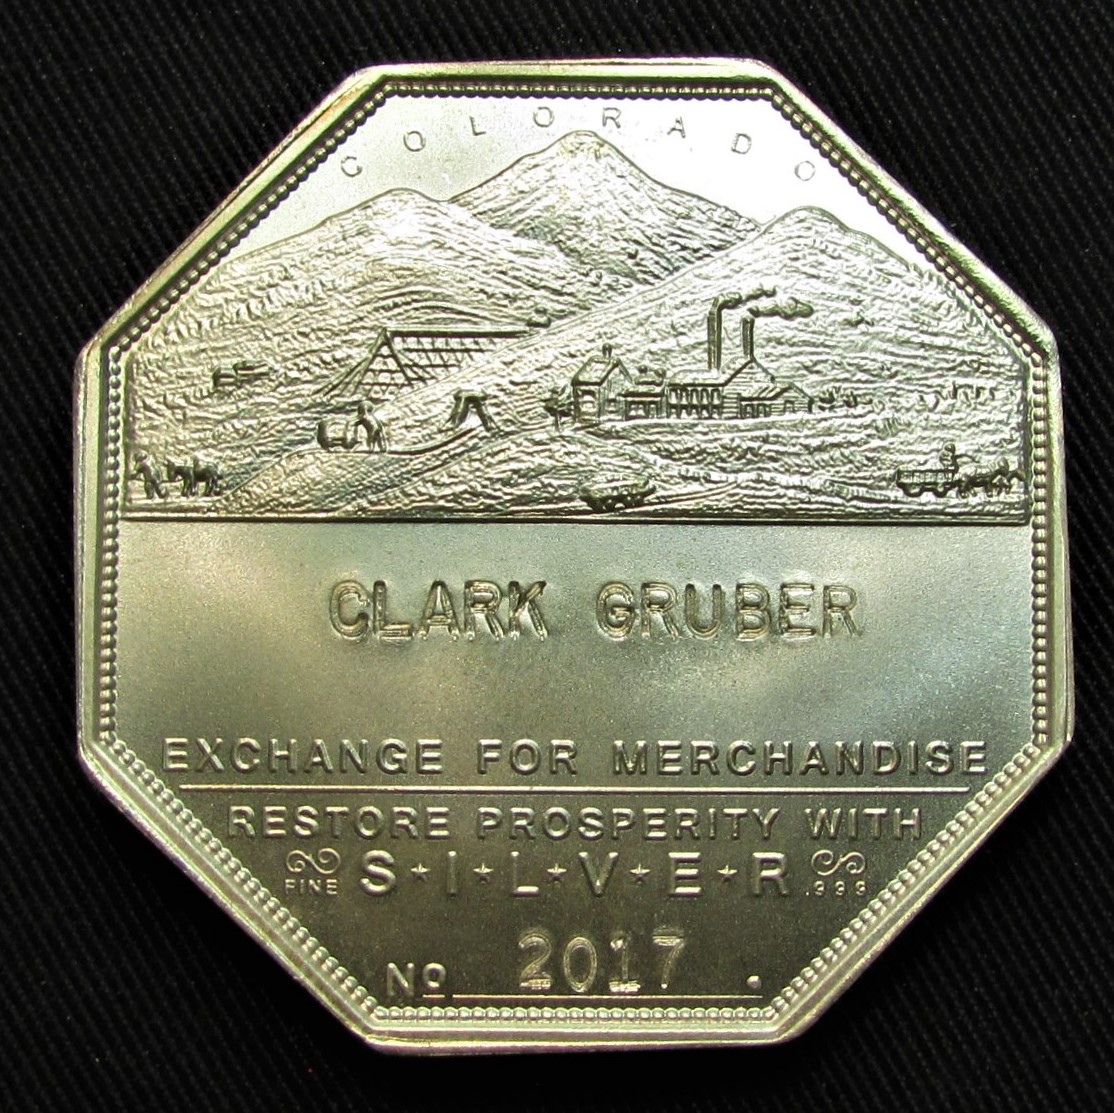 COLORADO
CLARK GRUBER
EXCHANGE FOR MERCHANDISE
RESTORE PROSPERITY WITH
FINE S★I★L★V★E★R .999
Nº 2017 .